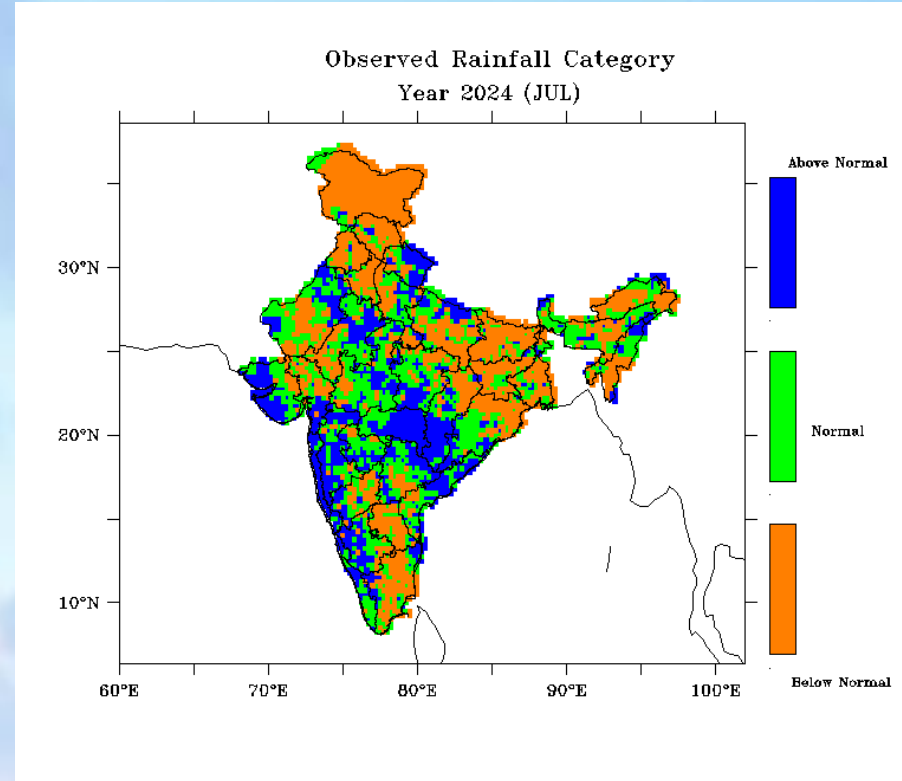 Observed Rainfall Category
Year 2024 (JUL)
Above Normal
30°N
Normal
20°N
10°N
Below Normal
60°E 70°E 80°E 90°E 100°E